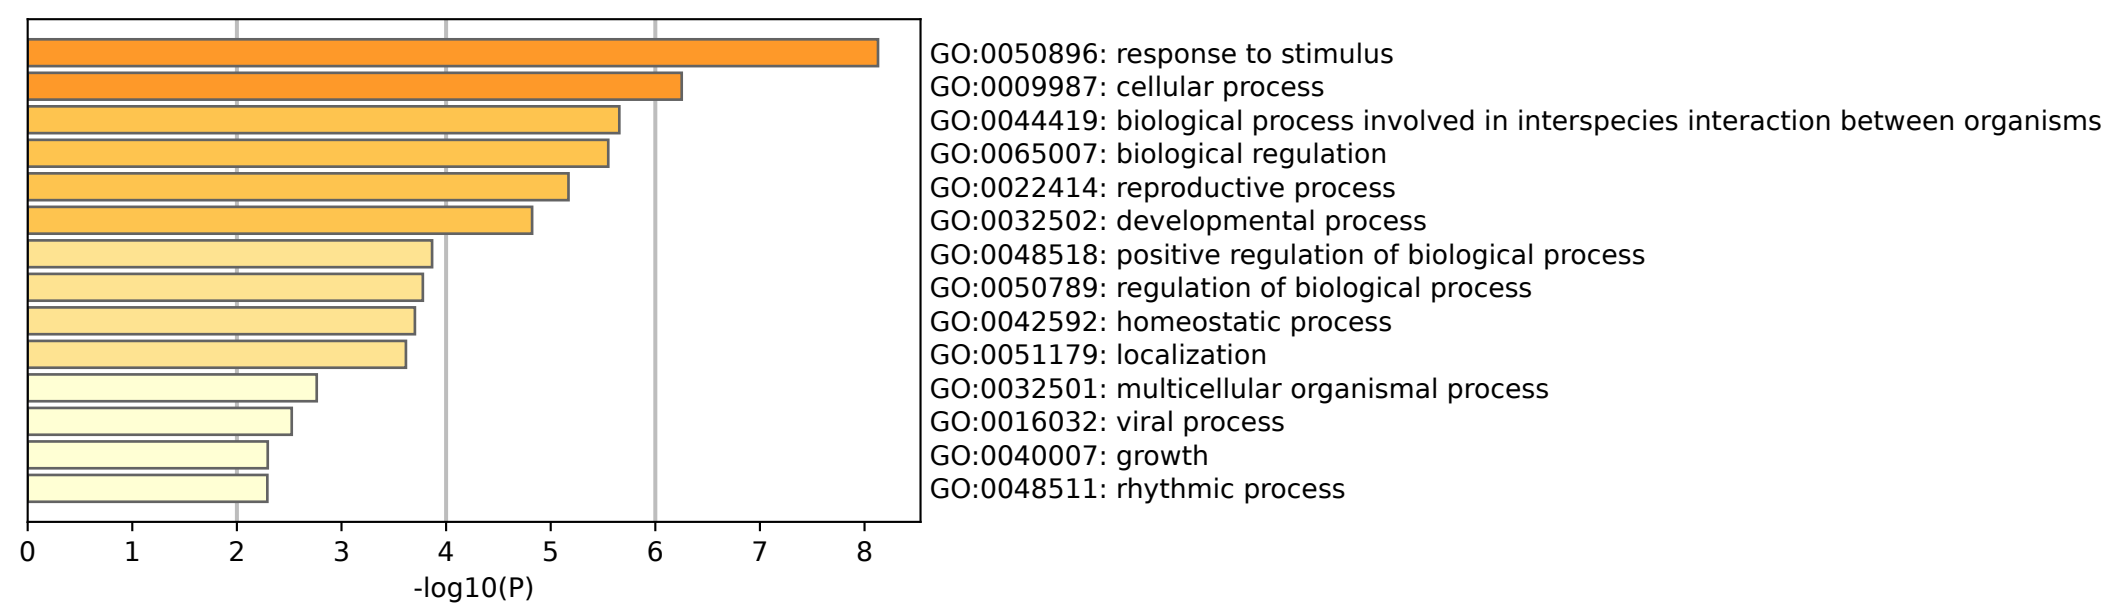 GO:0050896: response to stimulus
GO:0009987: cellular process
GO:0044419: biological process involved in interspecies interaction between organisms
GO:0065007: biological regulation
GO:0022414: reproductive process
GO:0032502: developmental process
GO:0048518: positive regulation of biological process
GO:0050789: regulation of biological process
GO:0042592: homeostatic process
GO:0051179: localization
GO:0032501: multicellular organismal process
GO:0016032: viral process
GO:0040007: growth
GO:0048511: rhythmic process
0 1 2 3 4 5 6 7 8
-log10(P)